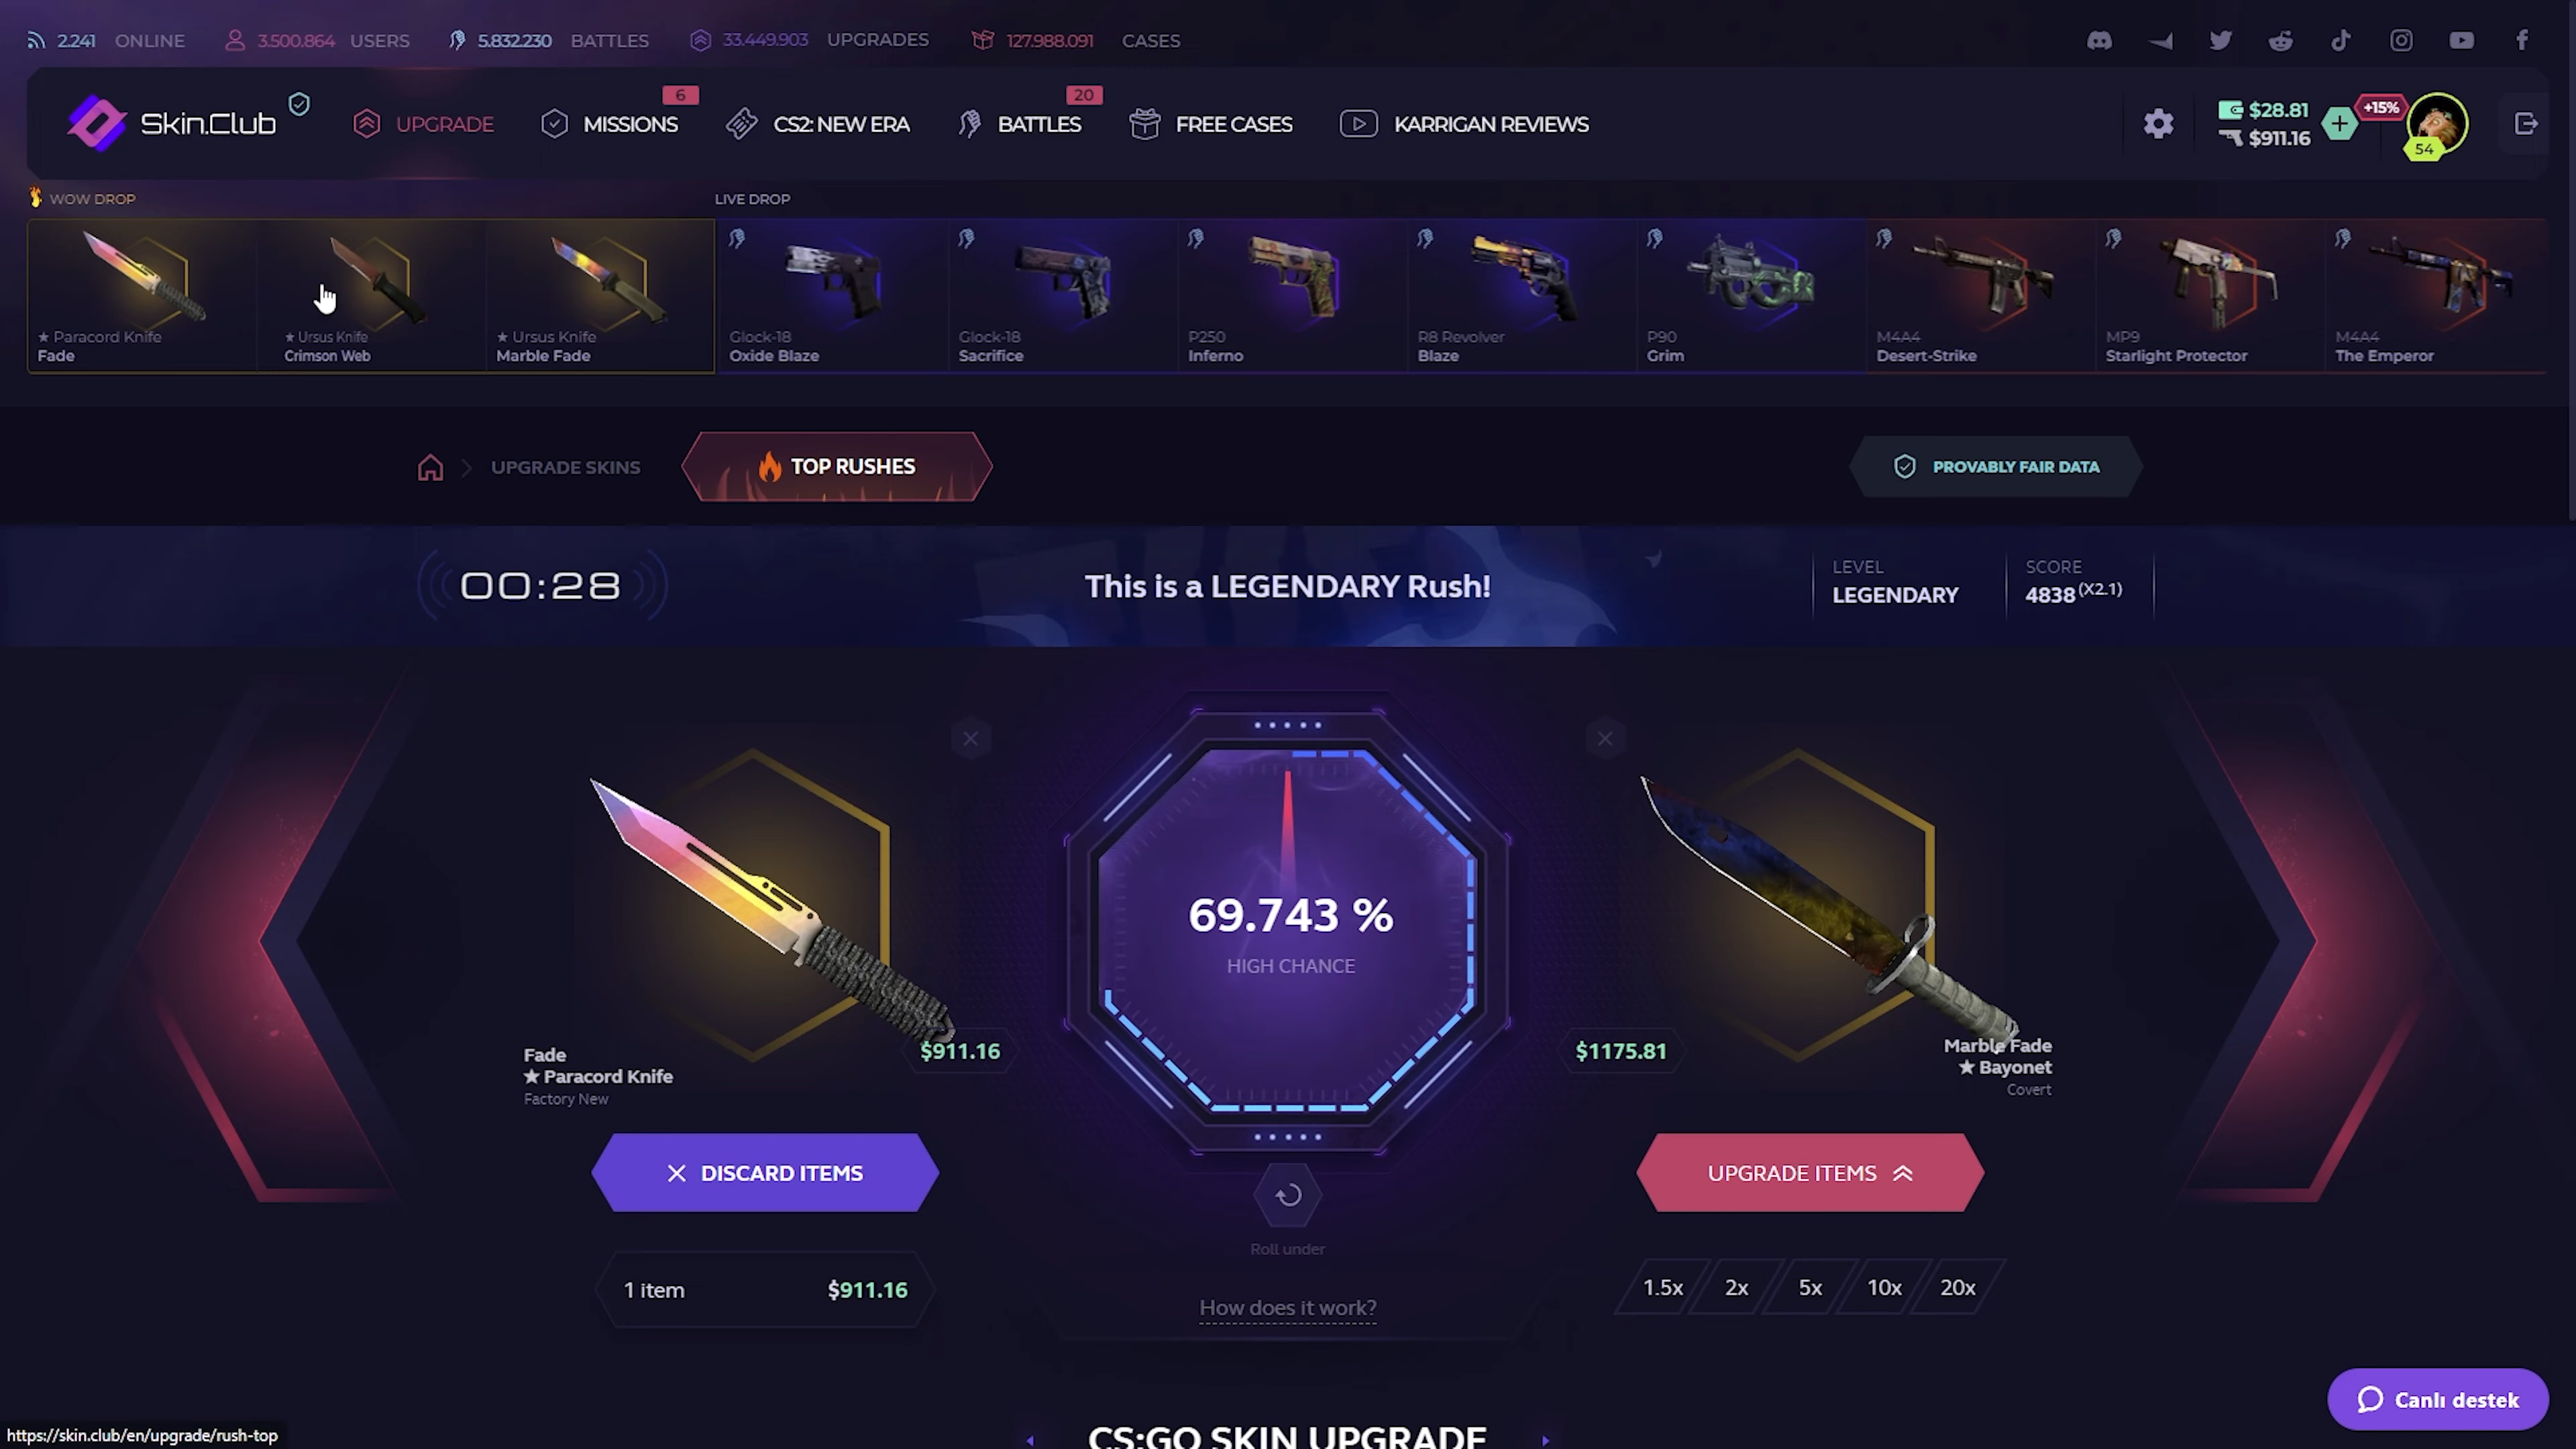 2.241 ONLINE 3.500.864 USERS 5.832.230 BATTLES 33.449.903 UPGRADES 127.988.091 CASES
Skin.Club UPGRADE MISSIONS 6 CS2: NEW ERA BATTLES 20 FREE CASES KARRIGAN REVIEWS $28.81 +15%
$911.16 54
WOW DROP LIVE DROP
★ Paracord Knife ★ Ursus Knife ★ Ursus Knife Glock-18 Glock-18 P250 R8 Revolver P90 M4A4 MP9 M4A4
Fade Crimson Web Marble Fade Oxide Blaze Sacrifice Inferno Blaze Grim Desert-Strike Starlight Protector The Emperor
UPGRADE SKINS TOP RUSHES PROVABLY FAIR DATA
00:28 This is a LEGENDARY Rush! LEVEL SCORE
LEGENDARY 4838 (X2.1)
69.743 %
HIGH CHANCE
$911.16 $1175.81
Fade
★ Paracord Knife
Factory New
Marble Fade
★ Bayonet
Covert
DISCARD ITEMS UPGRADE ITEMS
Roll under
1 item $911.16 1.5x 2x 5x 10x 20x
How does it work?
Canlı destek
https://skin.club/en/upgrade/rush-top
CS:GO SKIN UPGRADE